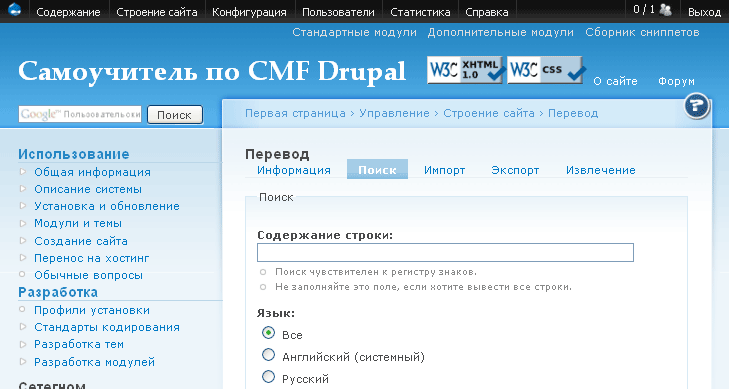 Содержание Строение сайта Конфигурация Пользователи Статистика Справка 0 / 1 Выход
Стандартные модули Дополнительные модули Сборник сниппетов
Самоучитель по CMF Drupal
W3C XHTML 1.0 W3C CSS
О сайте Форум
Google Пользовательски Поиск
Первая страница › Управление › Строение сайта › Перевод
?
Использование
Общая информация
Описание системы
Установка и обновление
Модули и темы
Создание сайта
Перенос на хостинг
Обычные вопросы
Разработка
Профили установки
Стандарты кодирования
Разработка тем
Разработка модулей
Сетегном
Перевод
Информация Поиск Импорт Экспорт Извлечение
Поиск
Содержание строки:
Поиск чувствителен к регистру знаков.
Не заполняйте это поле, если хотите вывести все строки.
Язык:
Все
Английский (системный)
Русский